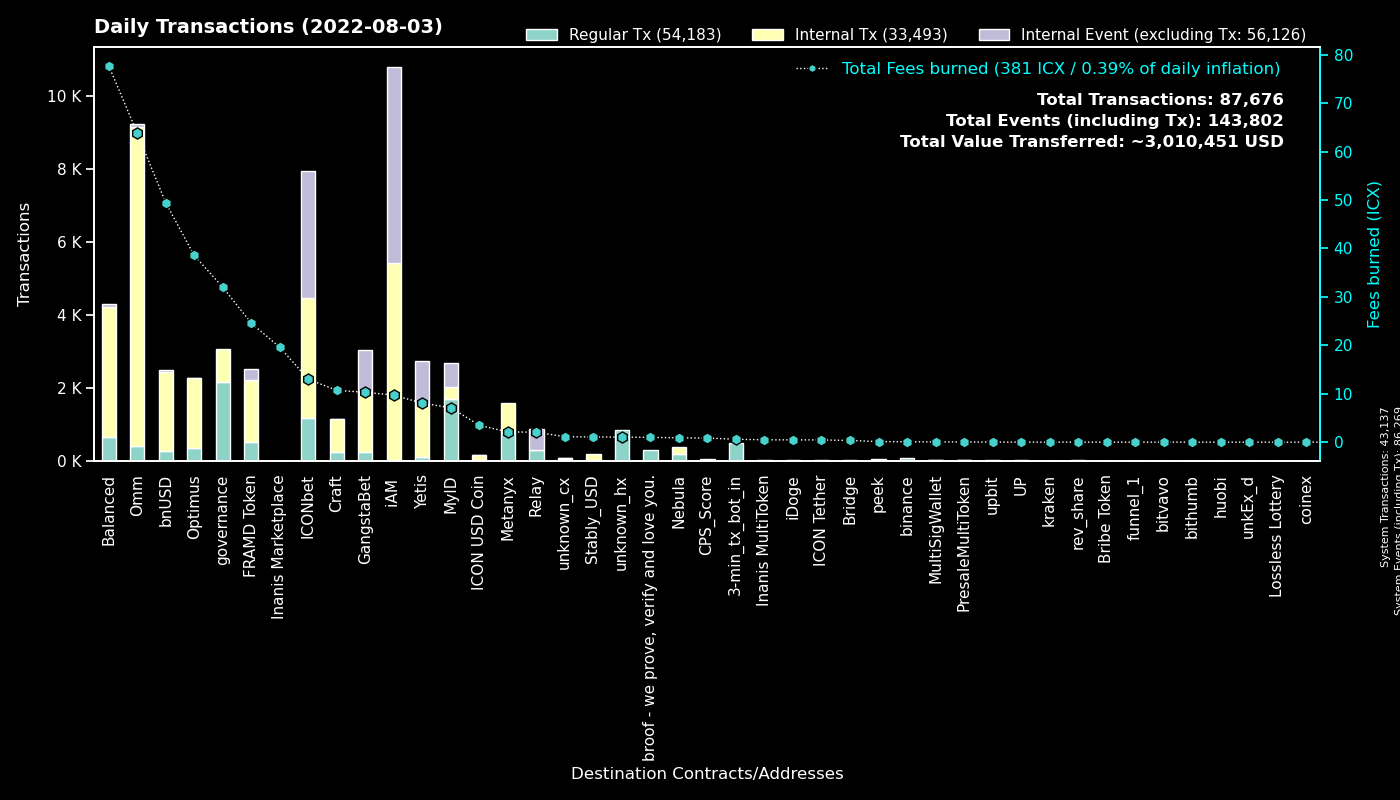 Daily Transactions (2022-08-03)
Regular Tx (54,183)
Internal Tx (33,493)
Internal Event (excluding Tx: 56,126)
Total Fees burned (381 ICX / 0.39% of daily inflation)
Total Transactions: 87,676
Total Events (including Tx): 143,802
Total Value Transferred: ~3,010,451 USD
Transactions
10 K
8 K
6 K
4 K
2 K
0 K
80
70
60
50
40
30
20
10
0
Fees burned (ICX)
Balanced
Omm
bnUSD
Optimus
governance
FRAMD Token
Inanis Marketplace
ICONbet
Craft
GangstaBet
iAM
Yetis
MyID
ICON USD Coin
Metanyx
Relay
unknown_cx
Stably_USD
unknown_hx
broof - we prove, verify and love you.
Nebula
CPS_Score
3-min_tx_bot_in
Inanis MultiToken
iDoge
ICON Tether
Bridge
peek
binance
MultiSigWallet
PresaleMultiToken
upbit
UP
kraken
rev_share
Bribe Token
funnel_1
bitvavo
bithumb
huobi
unkEx_d
Lossless Lottery
coinex
Destination Contracts/Addresses
System Transactions: 43,137
System Events (including Tx): 86,269